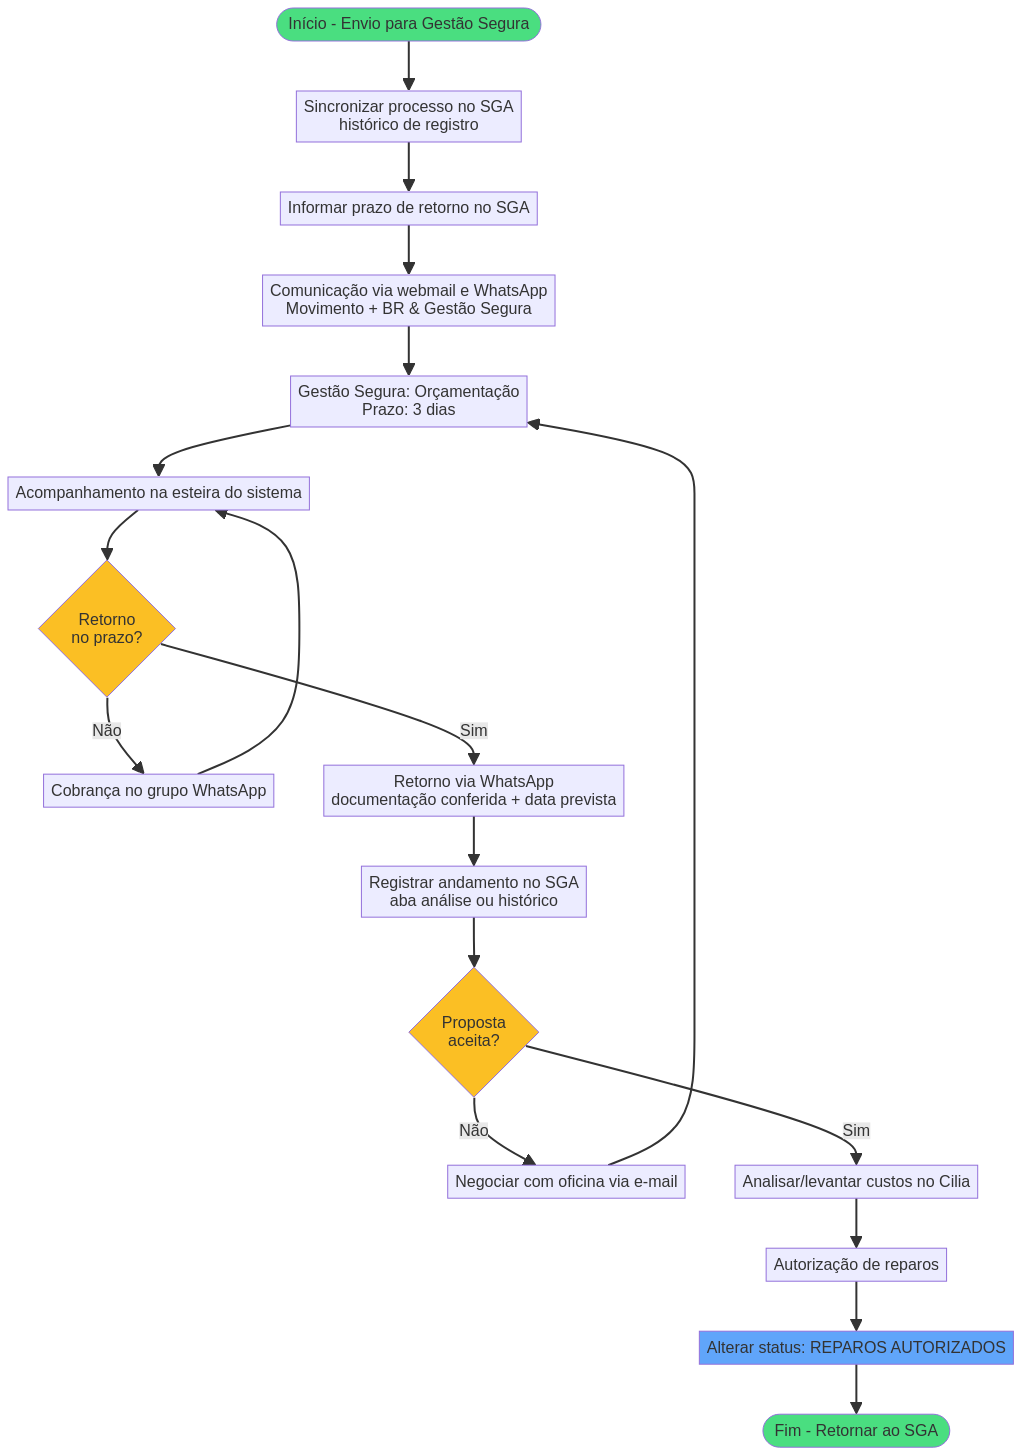 Início - Envio para Gestão Segura
Sincronizar processo no SGA
histórico de registro
Informar prazo de retorno no SGA
Comunicação via webmail e WhatsApp
Movimento + BR & Gestão Segura
Gestão Segura: Orçamentação
Prazo: 3 dias
Acompanhamento na esteira do sistema
Retorno
no prazo?
Não
Sim
Cobrança no grupo WhatsApp
Retorno via WhatsApp
documentação conferida + data prevista
Registrar andamento no SGA
aba análise ou histórico
Proposta
aceita?
Não
Sim
Negociar com oficina via e-mail
Analisar/levantar custos no Cilia
Autorização de reparos
Alterar status: REPAROS AUTORIZADOS
Fim - Retornar ao SGA